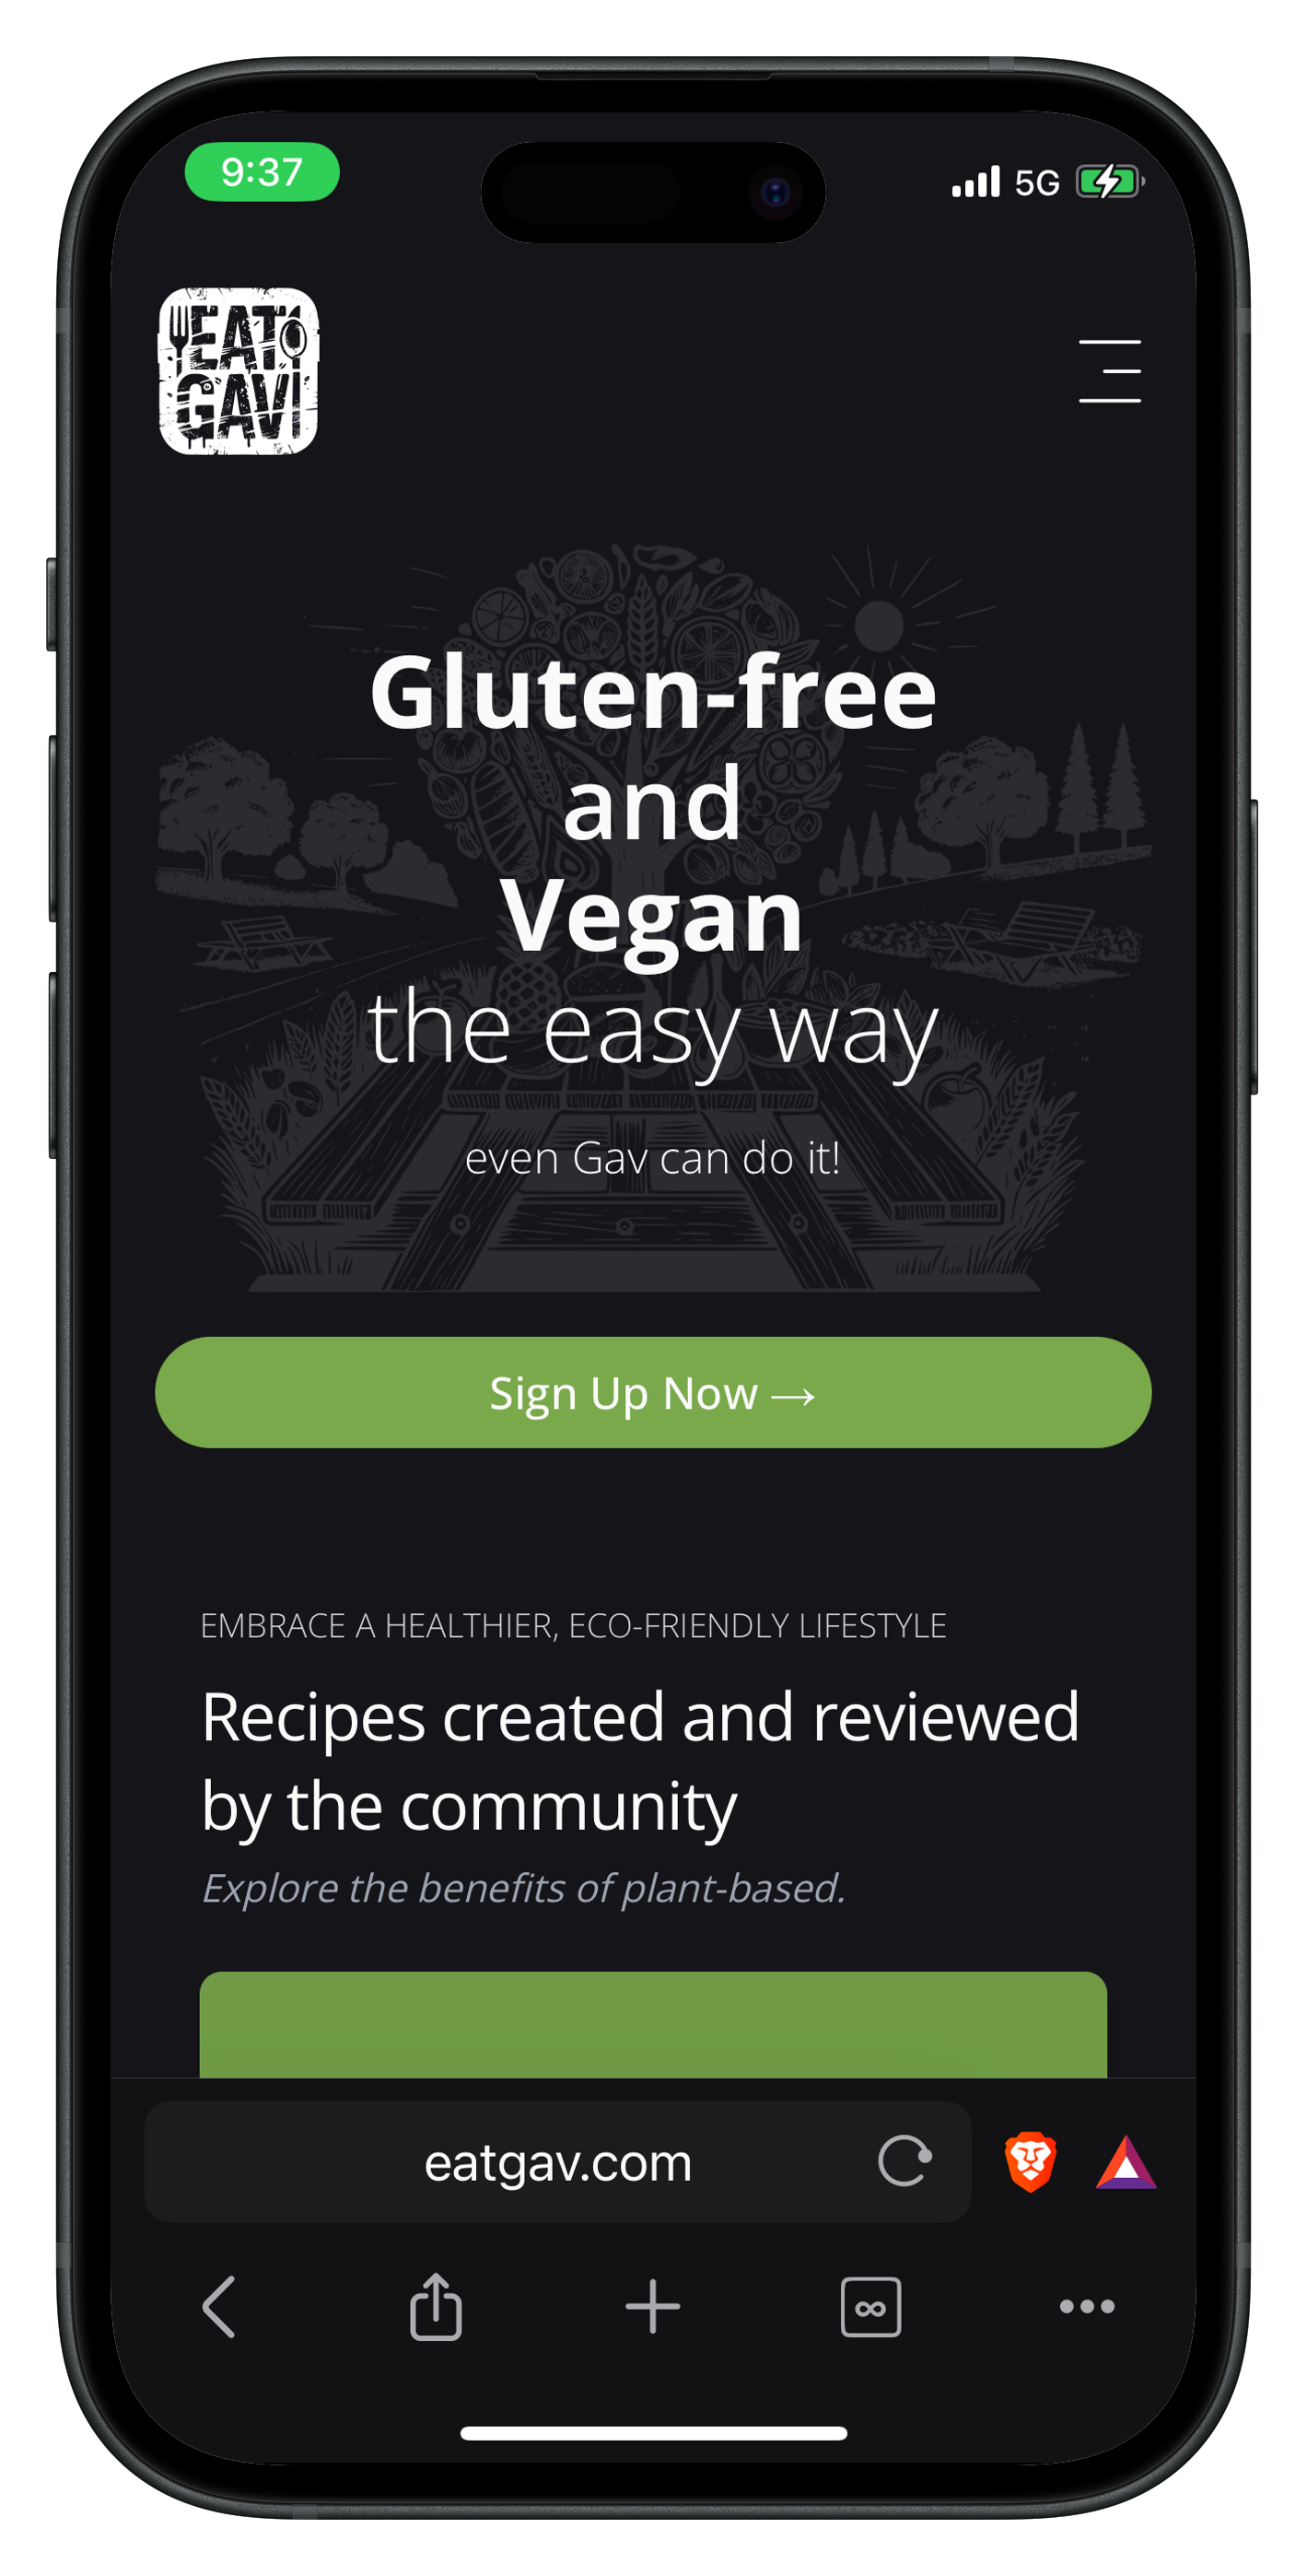 9:37
5G
EAT
GAV
Gluten-free
and
Vegan
the easy way
even Gav can do it!
Sign Up Now →
EMBRACE A HEALTHIER, ECO-FRIENDLY LIFESTYLE
Recipes created and reviewed
by the community
Explore the benefits of plant-based.
eatgav.com